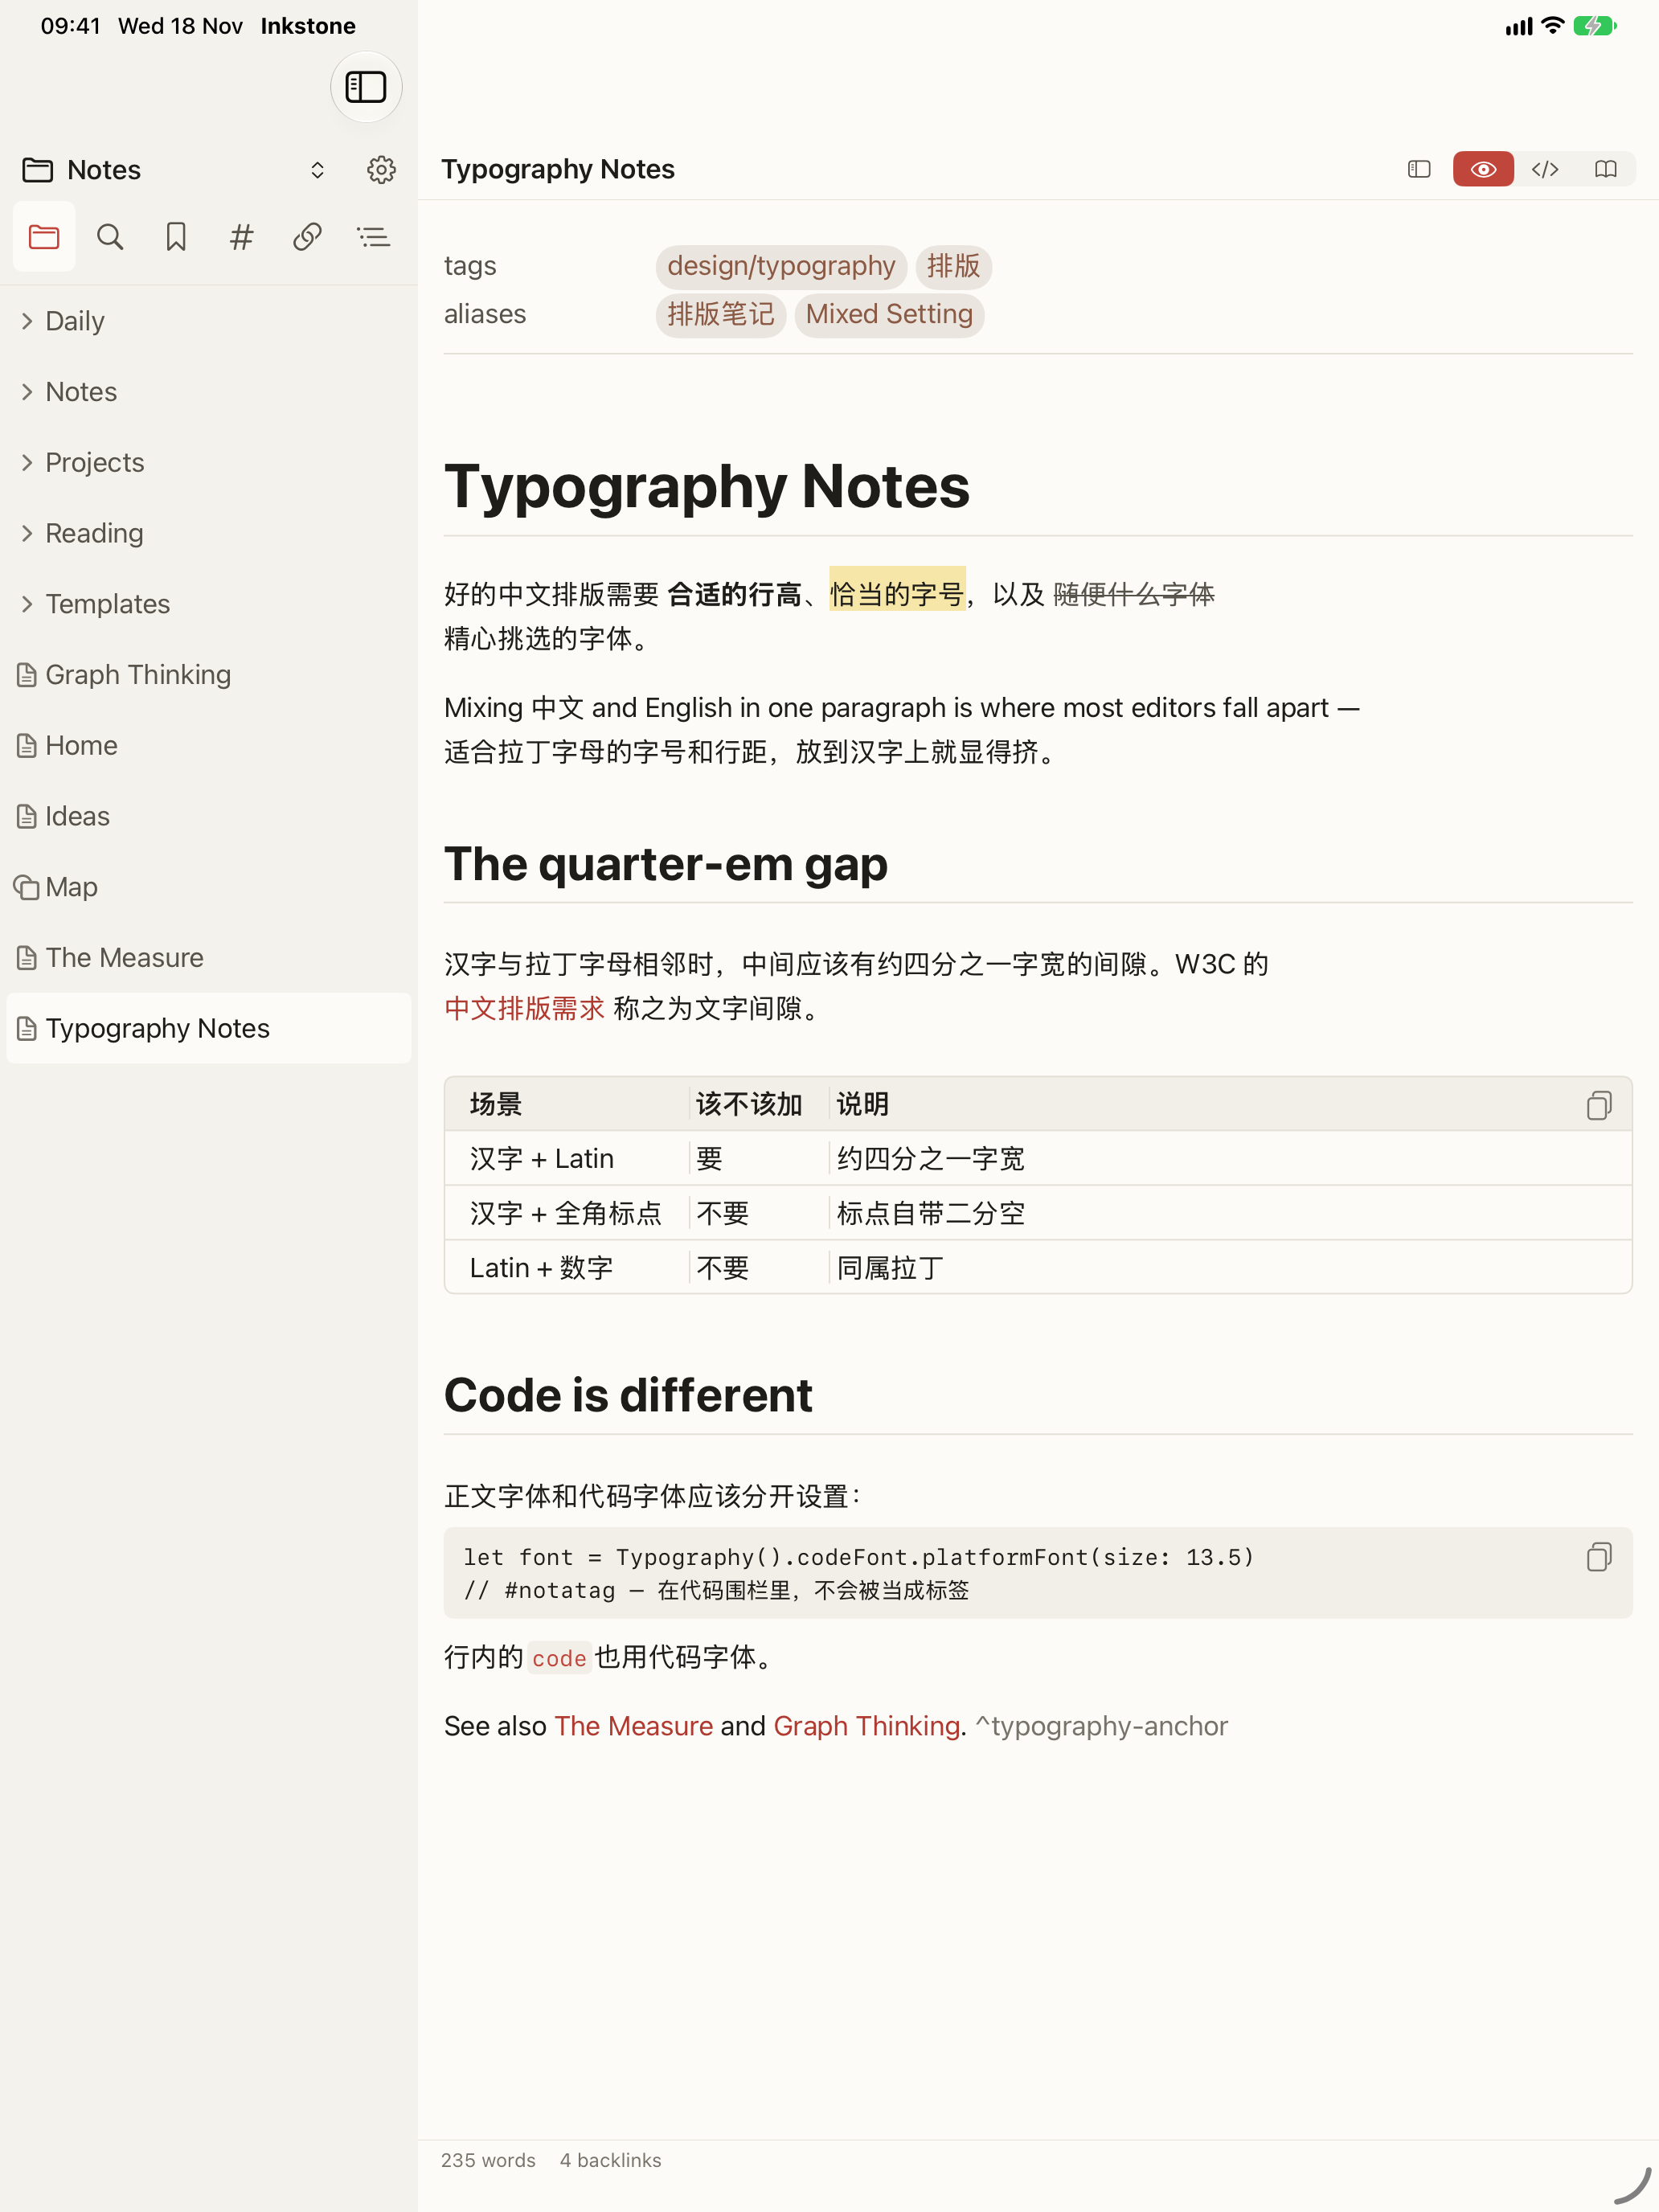 09:41 Wed 18 Nov Inkstone
Notes
Daily
Notes
Projects
Reading
Templates
Graph Thinking
Home
Ideas
Map
The Measure
Typography Notes
Typography Notes
tags design/typography 排版
aliases 排版笔记 Mixed Setting
Typography Notes
好的中文排版需要 合适的行高、恰当的字号，以及 随便什么字体
精心挑选的字体。
Mixing 中文 and English in one paragraph is where most editors fall apart —
适合拉丁字母的字号和行距，放到汉字上就显得挤。
The quarter-em gap
汉字与拉丁字母相邻时，中间应该有约四分之一字宽的间隙。W3C 的
中文排版需求 称之为文字间隙。
场景 该不该加 说明
汉字 + Latin 要 约四分之一字宽
汉字 + 全角标点 不要 标点自带二分空
Latin + 数字 不要 同属拉丁
Code is different
正文字体和代码字体应该分开设置：
let font = Typography().codeFont.platformFont(size: 13.5)
// #notatag — 在代码围栏里，不会被当成标签
行内的 code 也用代码字体。
See also The Measure and Graph Thinking. ^typography-anchor
235 words 4 backlinks